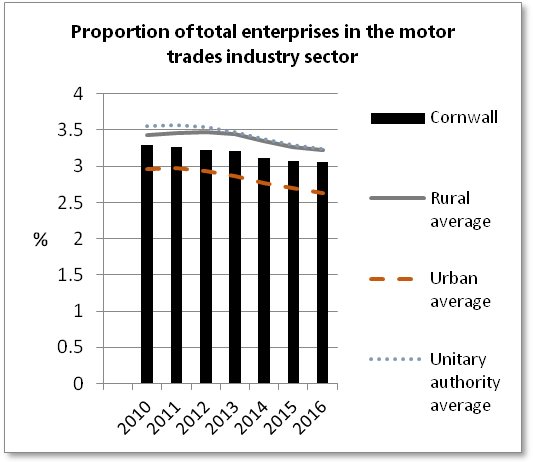 Proportion of total enterprises in the motor
trades industry sector
4
3.5
3
2.5
2
1.5
1
0.5
0
%
2010
2011
2012
2013
2014
2015
2016
Cornwall
Rural
average
Urban
average
Unitary
authority
average